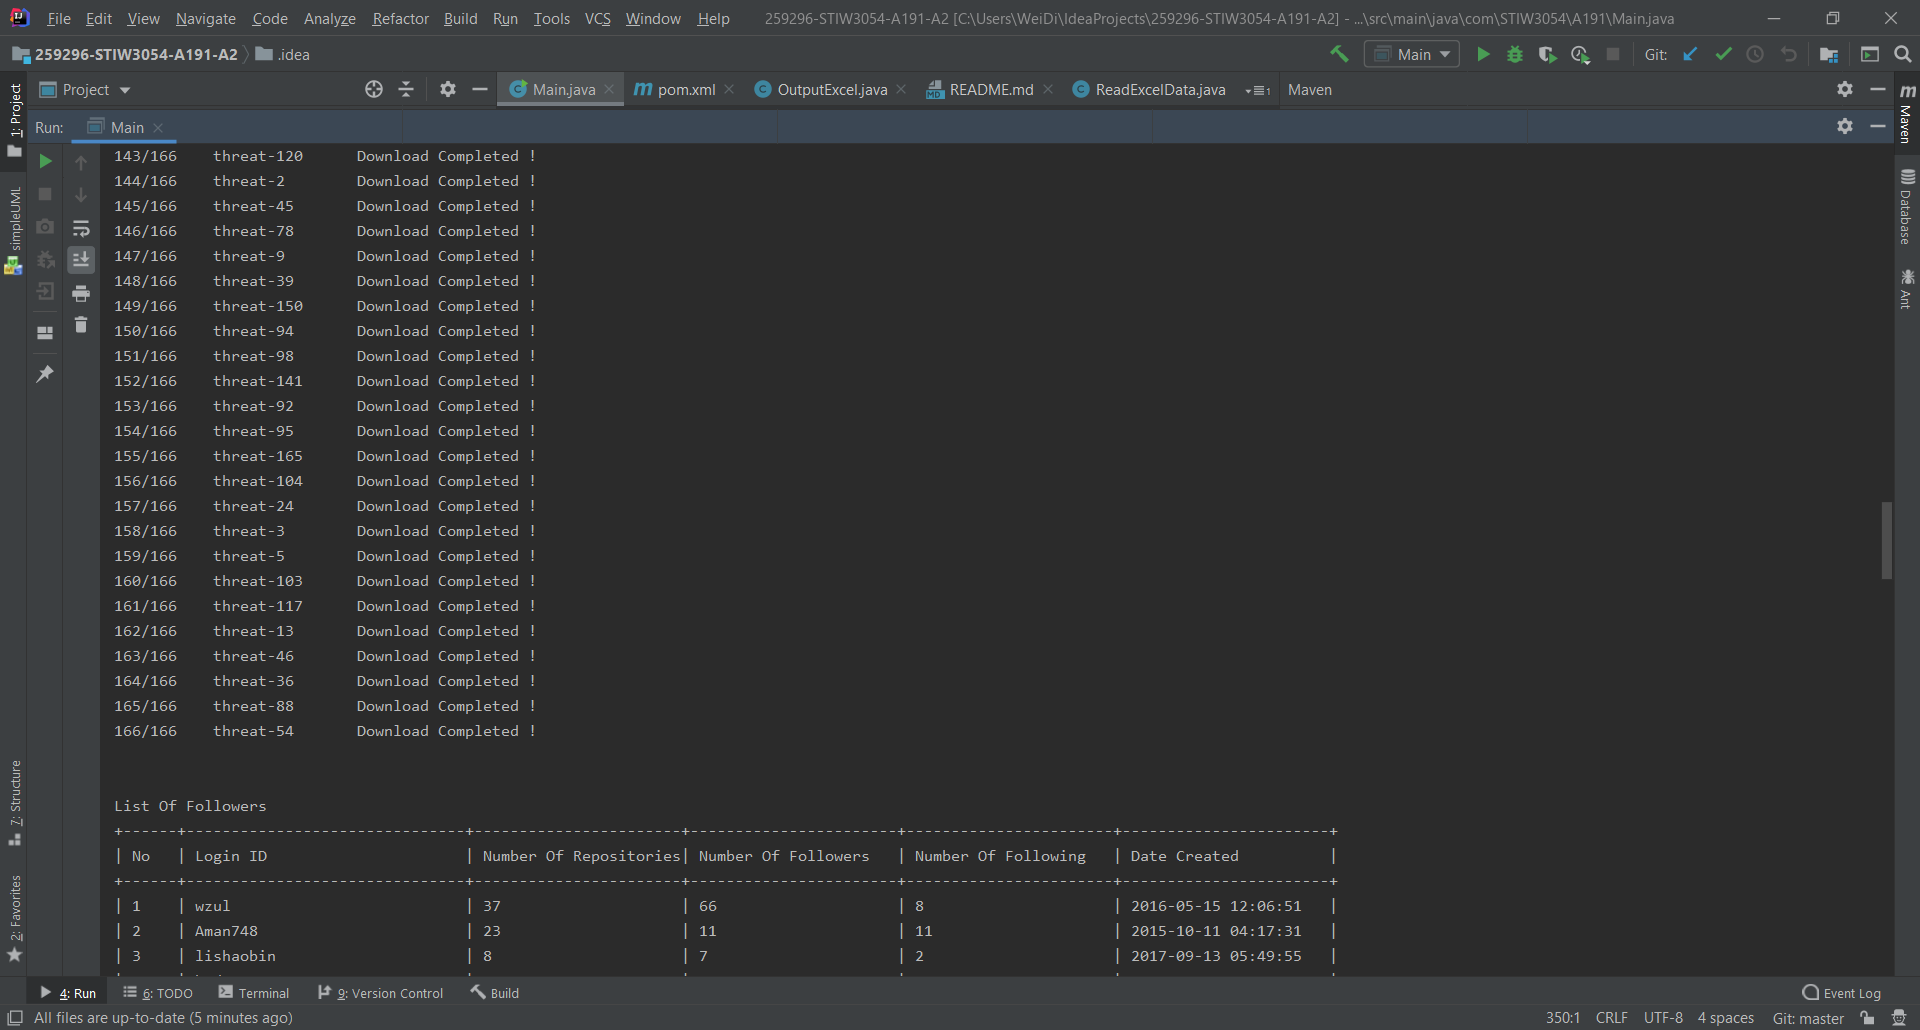 File Edit View Navigate Code Analyze Refactor Build Run Tools VCS Window Help 259296-STIW3054-A191-A2 [C:\Users\WeiDi\IdeaProjects\259296-STIW3054-A191-A2] - ...\src\main\java\com\STIW3054\A191\Main.java
259296-STIW3054-A191-A2 .idea Main Git:
Project Main.java pom.xml OutputExcel.java README.md ReadExcelData.java Maven
Run: Main
143/166 threat-120 Download Completed !
144/166 threat-2 Download Completed !
145/166 threat-45 Download Completed !
146/166 threat-78 Download Completed !
147/166 threat-9 Download Completed !
148/166 threat-39 Download Completed !
149/166 threat-150 Download Completed !
150/166 threat-94 Download Completed !
151/166 threat-98 Download Completed !
152/166 threat-141 Download Completed !
153/166 threat-92 Download Completed !
154/166 threat-95 Download Completed !
155/166 threat-165 Download Completed !
156/166 threat-104 Download Completed !
157/166 threat-24 Download Completed !
158/166 threat-3 Download Completed !
159/166 threat-5 Download Completed !
160/166 threat-103 Download Completed !
161/166 threat-117 Download Completed !
162/166 threat-13 Download Completed !
163/166 threat-46 Download Completed !
164/166 threat-36 Download Completed !
165/166 threat-88 Download Completed !
166/166 threat-54 Download Completed !
List Of Followers
+------+-------------------------------+-----------------------+-----------------------+-----------------------+-----------------------+
| No | Login ID | Number Of Repositories| Number Of Followers | Number Of Following | Date Created |
+------+-------------------------------+-----------------------+-----------------------+-----------------------+-----------------------+
| 1 | wzul | 37 | 66 | 8 | 2016-05-15 12:06:51 |
| 2 | Aman748 | 23 | 11 | 11 | 2015-10-11 04:17:31 |
| 3 | lishaobin | 8 | 7 | 2 | 2017-09-13 05:49:55 |
1: Project
simpleUML
7: Structure
2: Favorites
Maven
Database
Ant
4: Run 6: TODO Terminal 9: Version Control Build Event Log
All files are up-to-date (5 minutes ago) 350:1 CRLF UTF-8 4 spaces Git: master